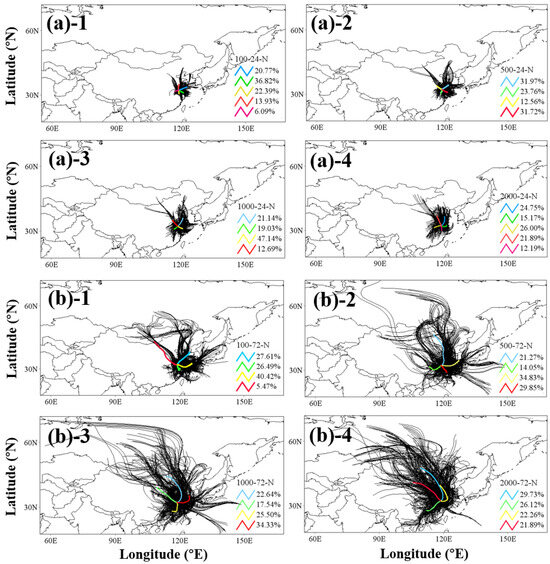 (a)-1
Latitude (°N)
60N
30N
100-24-N
20.77%
36.82%
22.39%
13.93%
6.09%
60E
90E
120E
150E
(a)-2
60N
30N
500-24-N
31.97%
23.76%
12.56%
31.72%
60E
90E
120E
150E
(a)-3
Latitude (°N)
60N
30N
1000-24-N
21.14%
19.03%
47.14%
12.69%
60E
90E
120E
150E
(a)-4
60N
30N
2000-24-N
24.75%
15.17%
26.00%
21.89%
12.19%
60E
90E
120E
150E
(b)-1
Latitude (°N)
60N
30N
100-72-N
27.61%
26.49%
40.42%
5.47%
60E
90E
120E
150E
(b)-2
60N
30N
500-72-N
21.27%
14.05%
34.83%
29.85%
60E
90E
120E
150E
(b)-3
Latitude (°N)
60N
30N
1000-72-N
22.64%
17.54%
25.50%
34.33%
60E
90E
120E
150E
Longitude (°E)
(b)-4
60N
30N
2000-72-N
29.73%
26.12%
22.26%
21.89%
60E
90E
120E
150E
Longitude (°E)